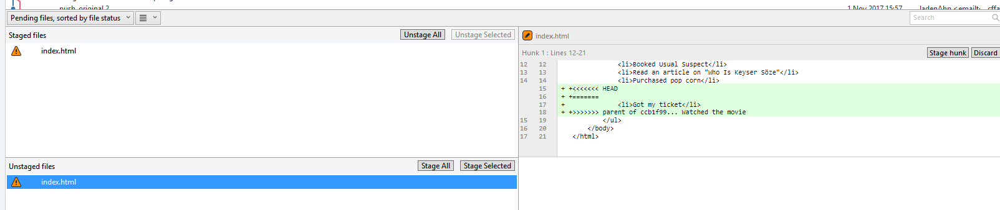 push_original 2
1 Nov 2017 15:57
JadenAhn <email
cffa
Pending files, sorted by file status
Search
Staged files
Unstage All
Unstage Selected
index.html
Unstaged files
Stage All
Stage Selected
index.html
index.html
Hunk 1 : Lines 12-21
Stage hunk
Discard
12 12 <li>Booked Usual Suspect</li>
13 13 <li>Read an article on "Who Is Keyser Söze"</li>
14 14 <li>Purchased pop corn</li>
15 + +<<<<<<< HEAD
16 + +=======
17 + <li>Got my ticket</li>
18 + +>>>>>>> parent of ccb1f99... Watched the movie
15 19 </ul>
16 20 </body>
17 21 </html>